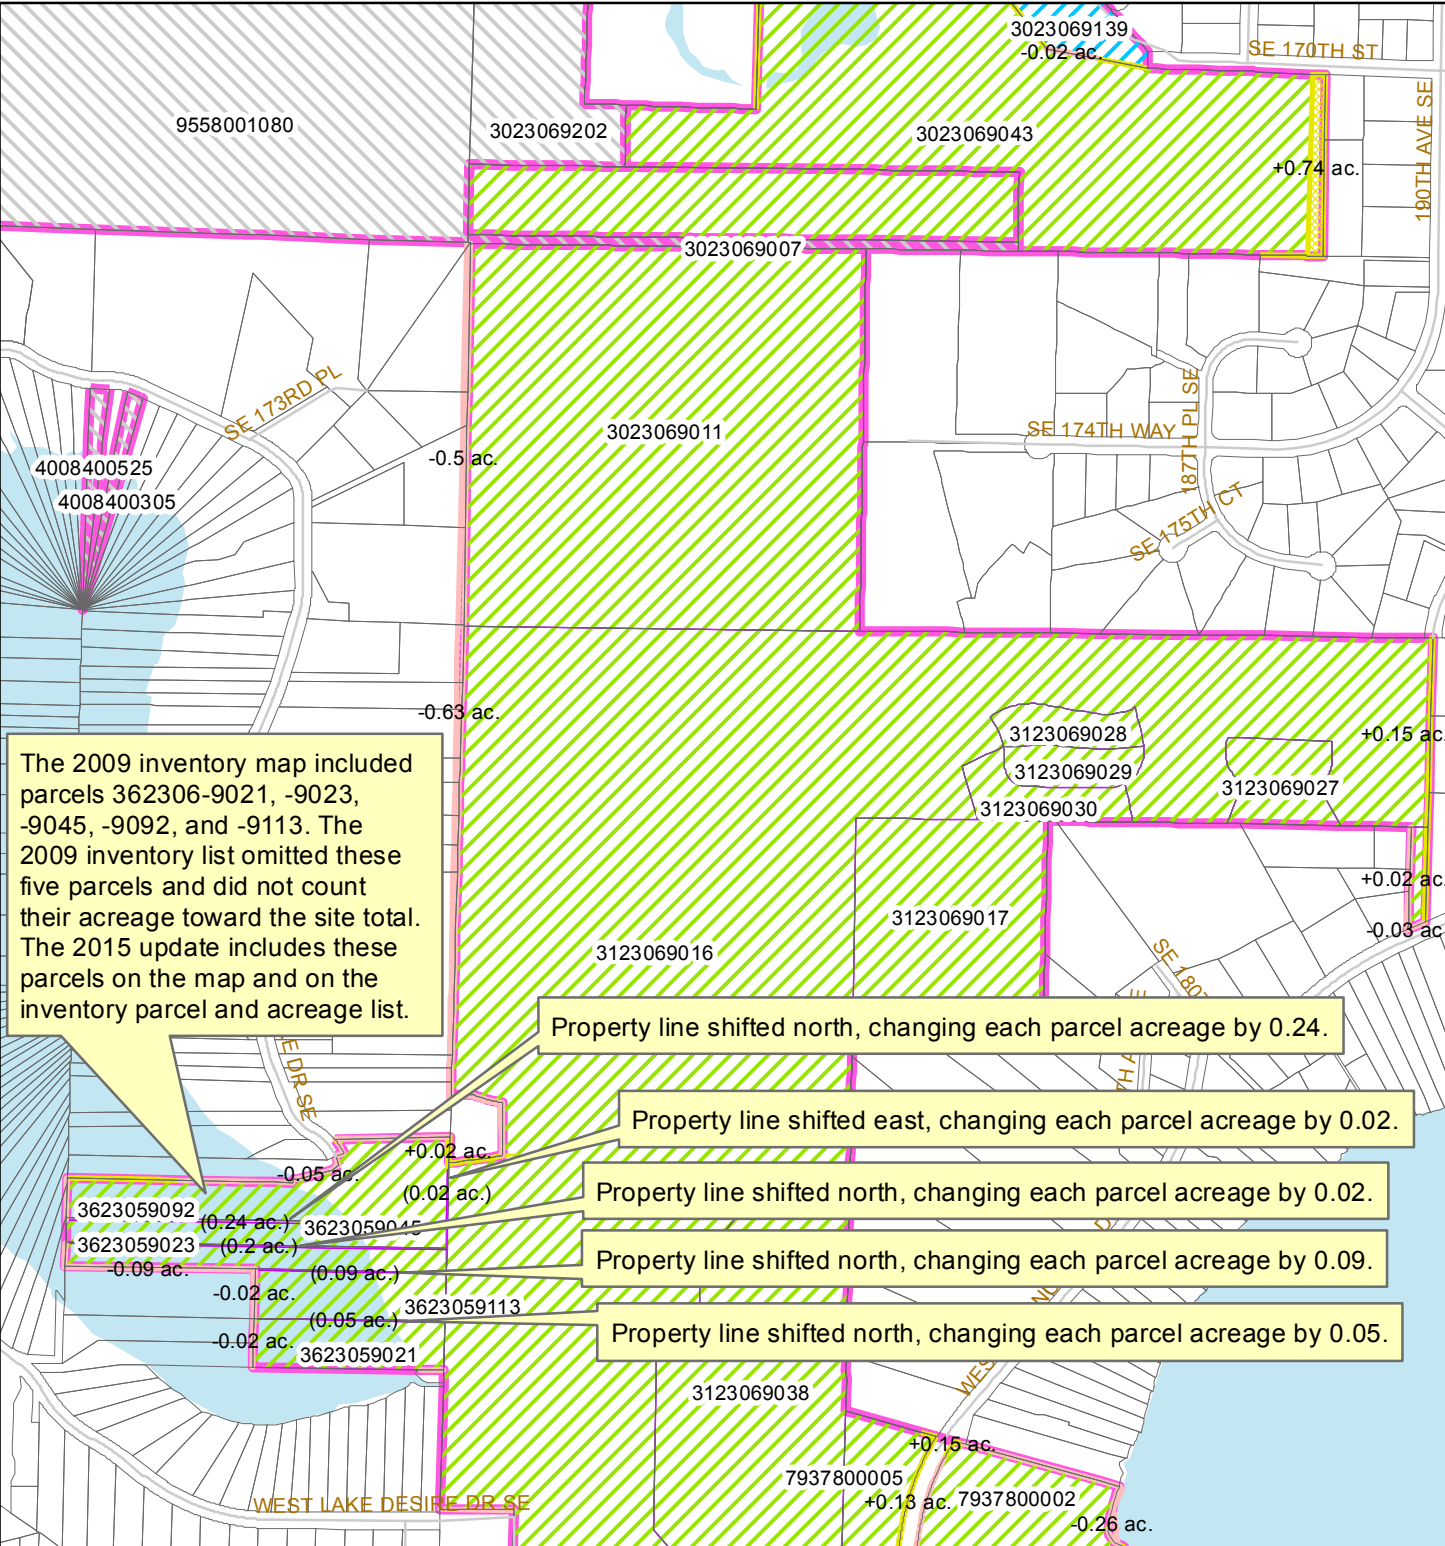 3023069139
-0.02 ac.
SE 170TH ST
9558001080
3023069202
3023069043
190TH AVE SE
+0.74 ac.
3023069007
SE 173RD PL
187TH PL SE
3023069011
SE 174TH WAY
-0.5 ac.
4008400525
4008400305
SE 175TH CT
-0.63 ac.
3123069028
+0.15 ac.
3123069029
3123069027
3123069030
The 2009 inventory map included
parcels 362306-9021, -9023,
-9045, -9092, and -9113. The
2009 inventory list omitted these
five parcels and did not count
their acreage toward the site total.
The 2015 update includes these
parcels on the map and on the
inventory parcel and acreage list.
+0.02 ac.
3123069017
-0.03 ac
3123069016
SE 180T
Property line shifted north, changing each parcel acreage by 0.24.
E DR SE
TH A
E
Property line shifted east, changing each parcel acreage by 0.02.
+0.02 ac.
-0.05 ac.
(0.02 ac.)
Property line shifted north, changing each parcel acreage by 0.02.
3623059092
(0.24 ac.)
3623059045
3623059023
(0.2 ac.)
D
-0.09 ac.
(0.09 ac.)
Property line shifted north, changing each parcel acreage by 0.09.
-0.02 ac.
3623059113
NO
(0.05 ac.)
Property line shifted north, changing each parcel acreage by 0.05.
-0.02 ac.
3623059021
WES
3123069038
+0.15 ac.
7937800005
+0.13 ac.
7937800002
WEST LAKE DESIRE DR SE
-0.26 ac.